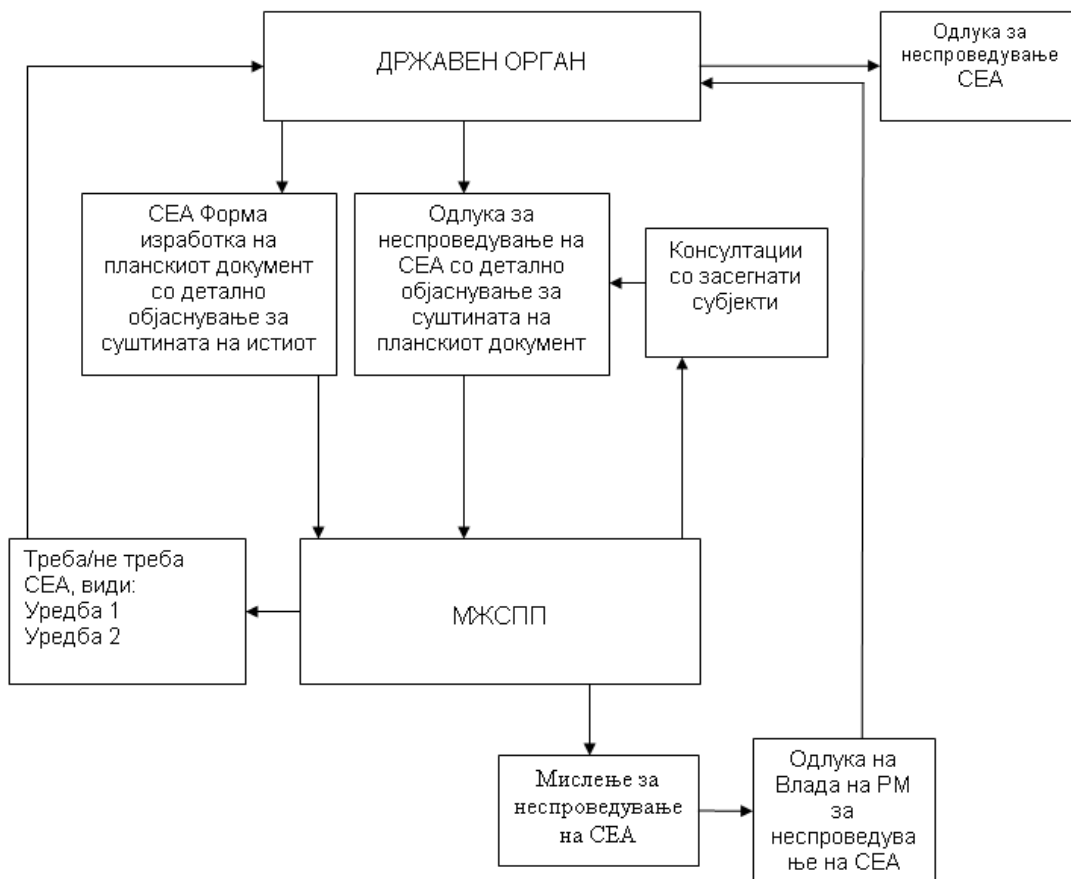 ДРЖАВЕН ОРГАН
Одлука за
неспроведување
СЕА
СЕА Форма
изработка на
планскиот документ
со детално
објаснување за
суштината на истиот
Одлука за
неспроведување на
СЕА со детално
објаснување за
суштината на
планскиот документ
Консултации
со засегнати
субјекти
Треба/не треба
СЕА, види:
Уредба 1
Уредба 2
МЖСПП
Мислење за
неспроведување
на СЕА
Одлука на
Влада на РМ
за
неспроведува
ње на СЕА